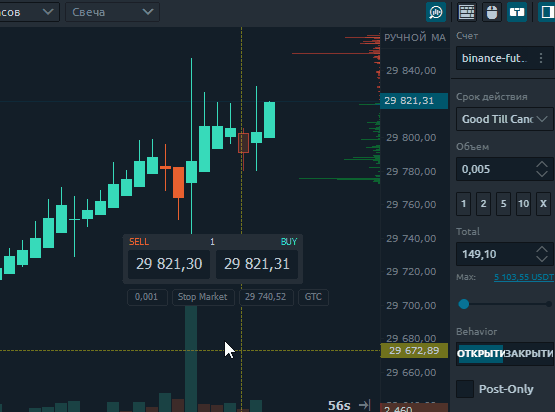 асов
Свеча
РУЧНОЙ МА
29 840,00
29 821,31
29 800,00
29 780,00
29 760,00
29 740,00
29 720,00
29 700,00
29 680,00
29 672,89
29 660,00
2 460
SELL 1 BUY
29 821,30 29 821,31
0,001 Stop Market 29 740,52 GTC
56s
Счет
binance-fut..
Срок действия
Good Till Canc
Объем
0,005
1 2 5 10 X
Total
149,10
Max: 5 103,55 USDT
Behavior
ОТКРЫТИ ЗАКРЫТИ
Post-Only